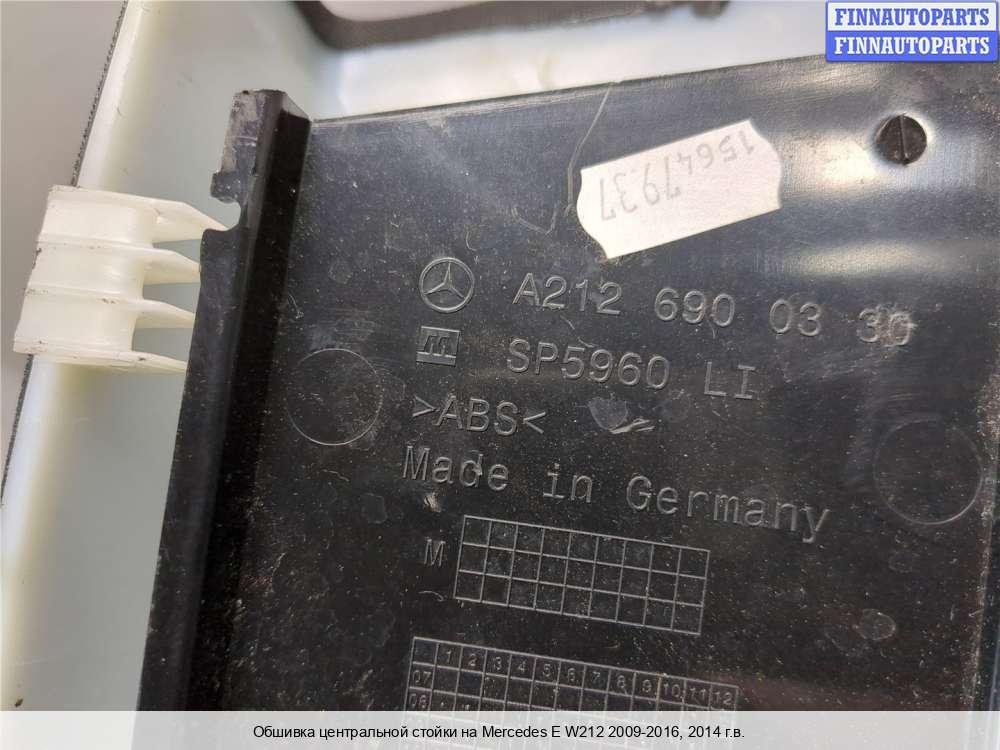 FINNAUTOPARTS
FINNAUTOPARTS
15647937
A212 690 03 30
SP5960 LI
>ABS<
Made in Germany
M
1 2 3 4 5 6 7 8 9 10 11 12
07
08
Обшивка центральной стойки на Mercedes E W212 2009-2016, 2014 г.в.